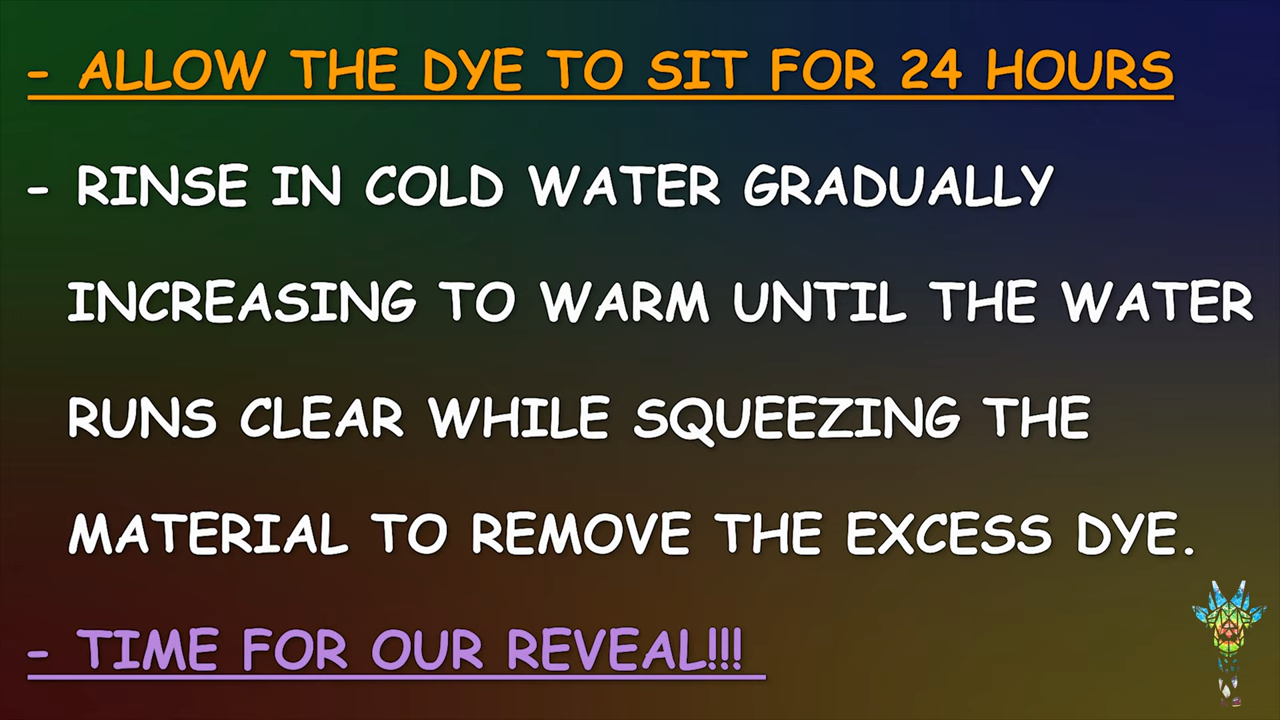 - ALLOW THE DYE TO SIT FOR 24 HOURS
- RINSE IN COLD WATER GRADUALLY
INCREASING TO WARM UNTIL THE WATER
RUNS CLEAR WHILE SQUEEZING THE
MATERIAL TO REMOVE THE EXCESS DYE.
- TIME FOR OUR REVEAL!!!